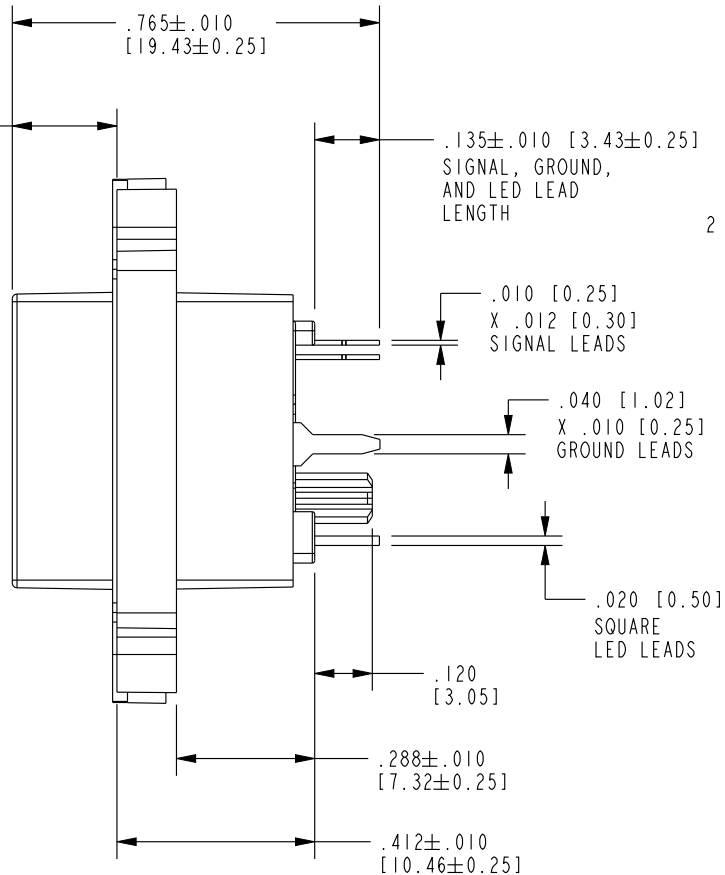 .765±.010
[19.43±0.25]
.135±.010 [3.43±0.25]
SIGNAL, GROUND,
AND LED LEAD
LENGTH
2
.010 [0.25]
X .012 [0.30]
SIGNAL LEADS
.040 [1.02]
X .010 [0.25]
GROUND LEADS
.020 [0.50]
SQUARE
LED LEADS
.120
[3.05]
.288±.010
[7.32±0.25]
.412±.010
[10.46±0.25]